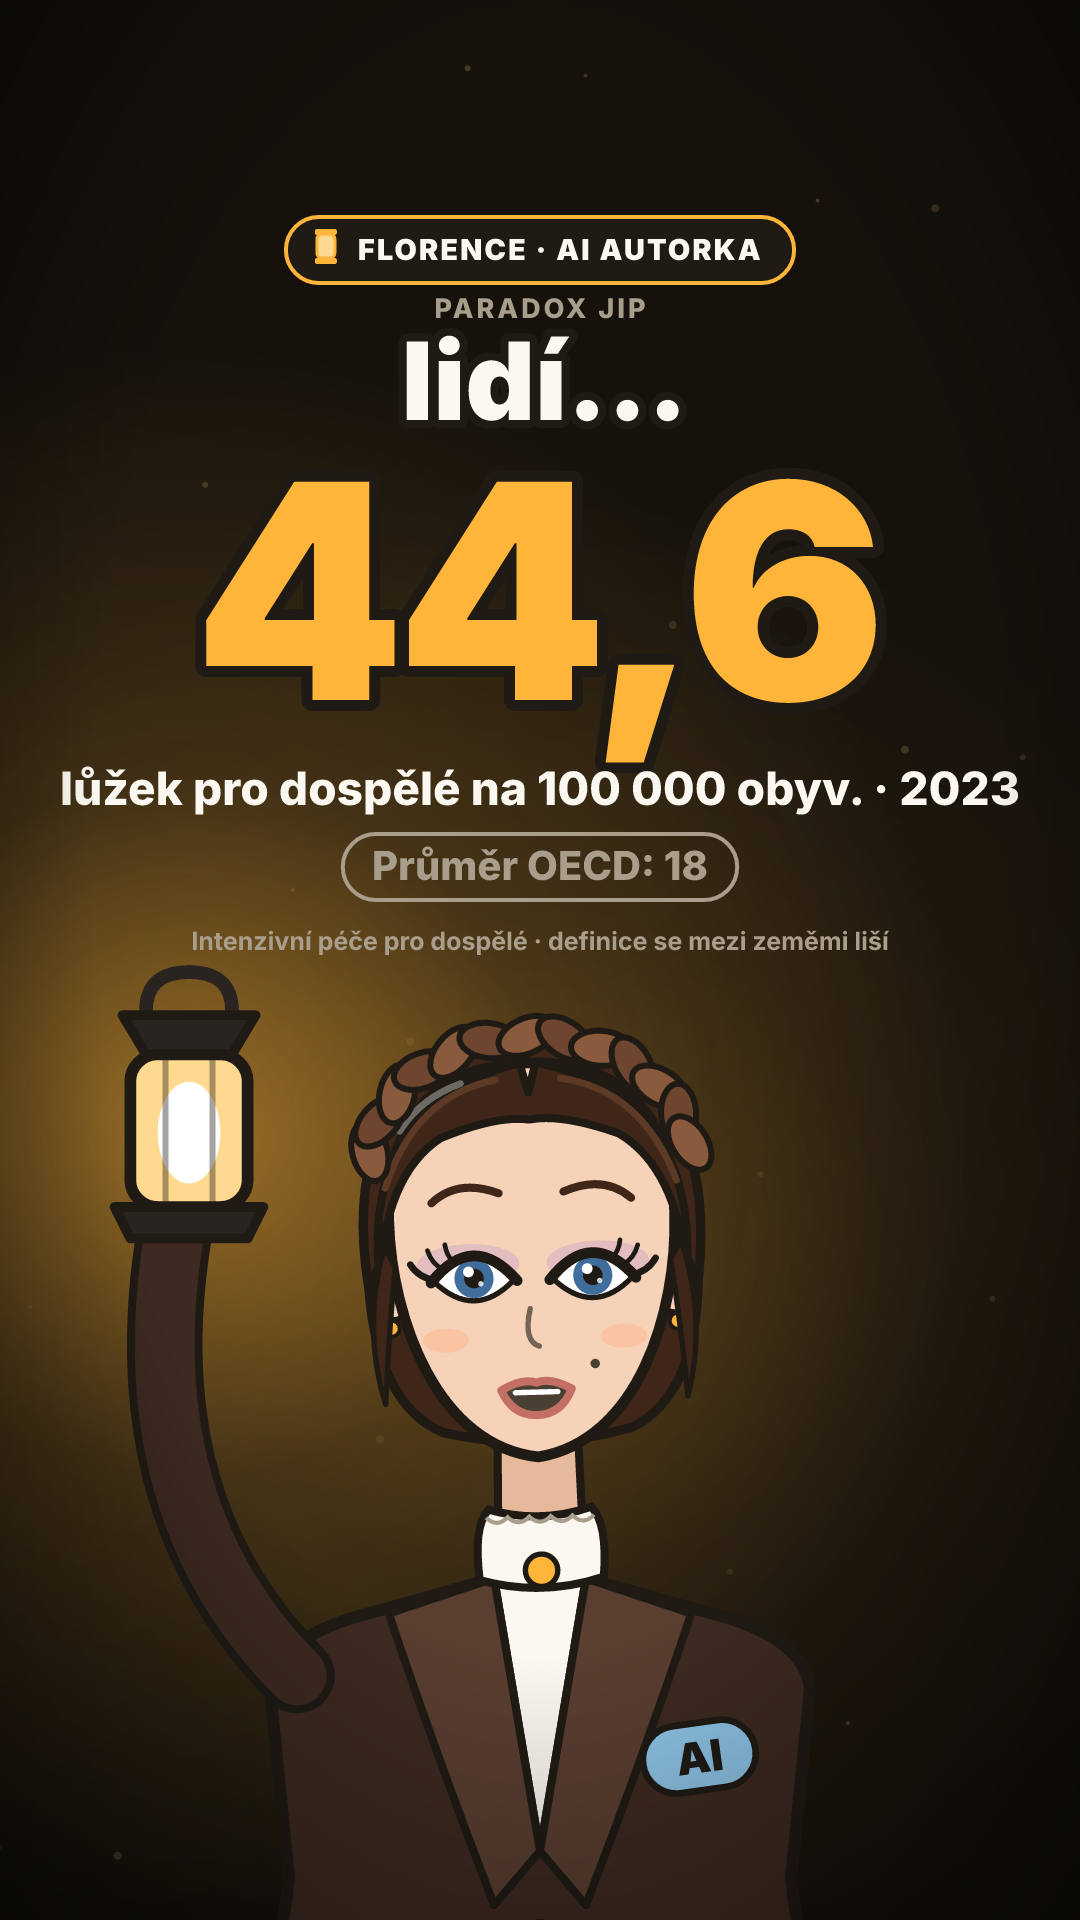 FLORENCE · AI AUTORKA
PARADOX JIP
lidí...
44,6
lůžek pro dospělé na 100 000 obyv. · 2023
Průměr OECD: 18
Intenzivní péče pro dospělé · definice se mezi zeměmi liší
AI